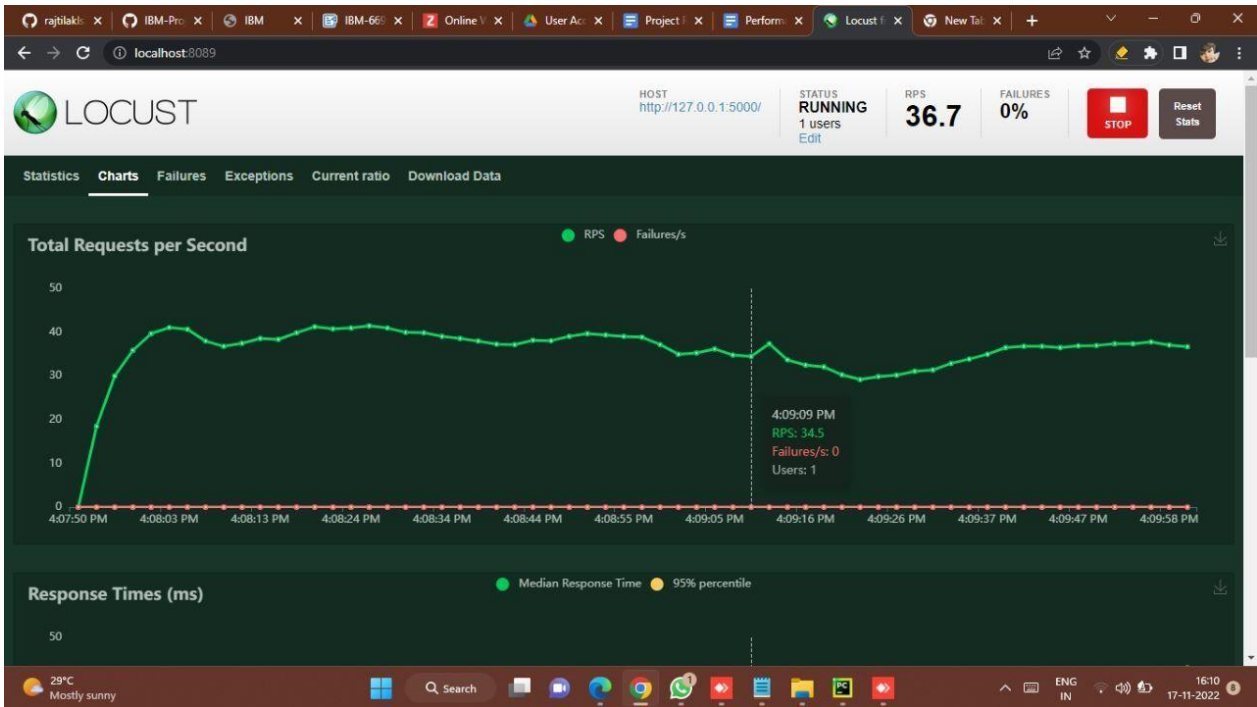 rajtilakls
IBM-Pro
IBM
IBM-669
Online V
User Acc
Project F
Perform
Locust f
New Tab
localhost:8089
LOCUST
HOST
http://127.0.0.1:5000/
STATUS
RUNNING
1 users
Edit
RPS
36.7
FAILURES
0%
STOP
Reset
Stats
Statistics Charts Failures Exceptions Current ratio Download Data
Total Requests per Second
RPS Failures/s
50
40
30
20
10
0
4:09:09 PM
RPS: 34.5
Failures/s: 0
Users: 1
4:07:50 PM 4:08:03 PM 4:08:13 PM 4:08:24 PM 4:08:34 PM 4:08:44 PM 4:08:55 PM 4:09:05 PM 4:09:16 PM 4:09:26 PM 4:09:37 PM 4:09:47 PM 4:09:58 PM
Response Times (ms)
Median Response Time 95% percentile
50
29°C
Mostly sunny
Search
PC
ENG
IN
16:10
17-11-2022
8